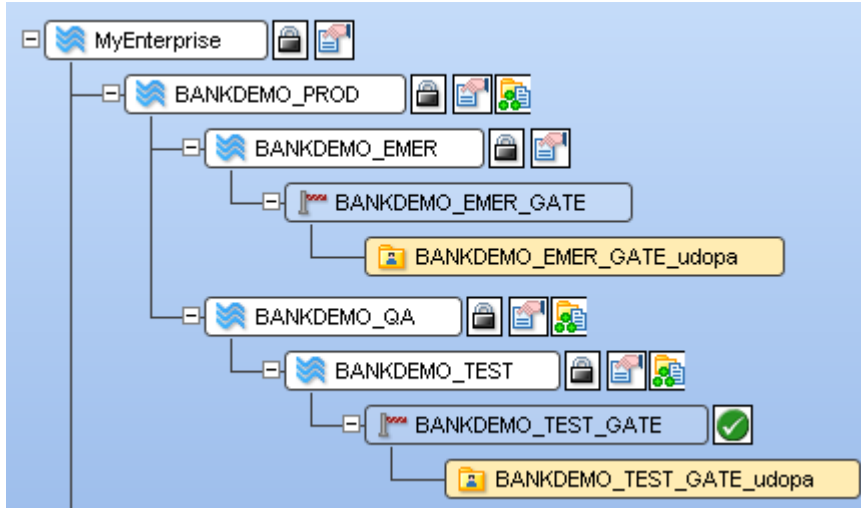 MyEnterprise
BANKDEMO_PROD
BANKDEMO_EMER
BANKDEMO_EMER_GATE
BANKDEMO_EMER_GATE_udopa
BANKDEMO_QA
BANKDEMO_TEST
BANKDEMO_TEST_GATE
BANKDEMO_TEST_GATE_udopa